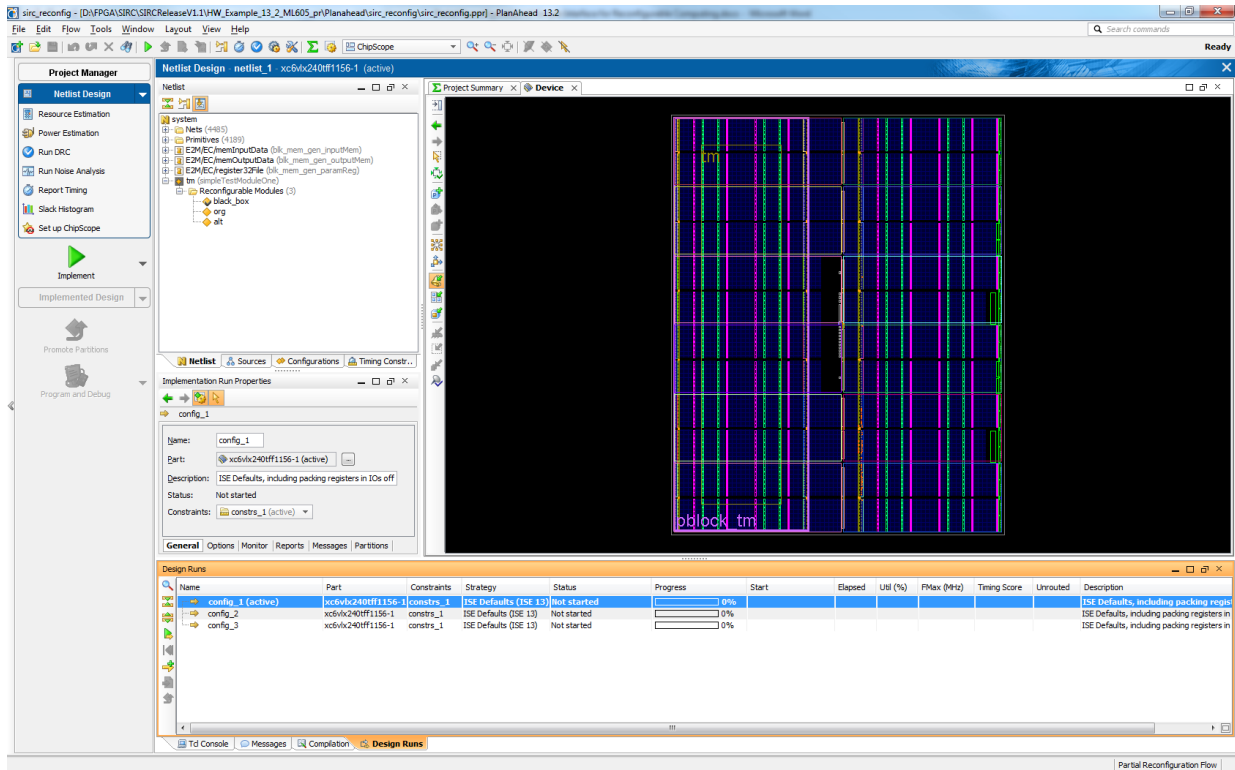 sirc_reconfig - [D:\FPGA\SIRC\SIRCReleaseV1.1\HW_Example_13_2_ML605_pr\Planahead\sirc_reconfig\sirc_reconfig.ppr] - PlanAhead 13.2
File Edit Flow Tools Window Layout View Help
Search commands
ChipScope
Ready
Project Manager
Netlist Design - netlist_1 - xc6vlx240tff1156-1 (active)
Netlist Design
Resource Estimation
Power Estimation
Run DRC
Run Noise Analysis
Report Timing
Slack Histogram
Set up ChipScope
Implement
Implemented Design
Promote Partitions
Program and Debug
Netlist
system
Nets (4485)
Primitives (4189)
E2M/EC/memInputData (blk_mem_gen_inputMem)
E2M/EC/memOutputData (blk_mem_gen_outputMem)
E2M/EC/register32File (blk_mem_gen_paramReg)
tm (simpleTestModuleOne)
Reconfigurable Modules (3)
black_box
org
alt
Netlist Sources Configurations Timing Constr..
Project Summary Device
tm
pblock_tm
Implementation Run Properties
config_1
Name: config_1
Part: xc6vlx240tff1156-1 (active) ...
Description: ISE Defaults, including packing registers in IOs off
Status: Not started
Constraints: constrs_1 (active)
General Options Monitor Reports Messages Partitions
Design Runs
Name Part Constraints Strategy Status Progress Start Elapsed Util (%) FMax (MHz) Timing Score Unrouted Description
config_1 (active) xc6vlx240tff1156-1 constrs_1 ISE Defaults (ISE 13) Not started 0% ISE Defaults, including packing regist
config_2 xc6vlx240tff1156-1 constrs_1 ISE Defaults (ISE 13) Not started 0% ISE Defaults, including packing registers in
config_3 xc6vlx240tff1156-1 constrs_1 ISE Defaults (ISE 13) Not started 0% ISE Defaults, including packing registers in
Tcl Console Messages Compilation Design Runs
Partial Reconfiguration Flow